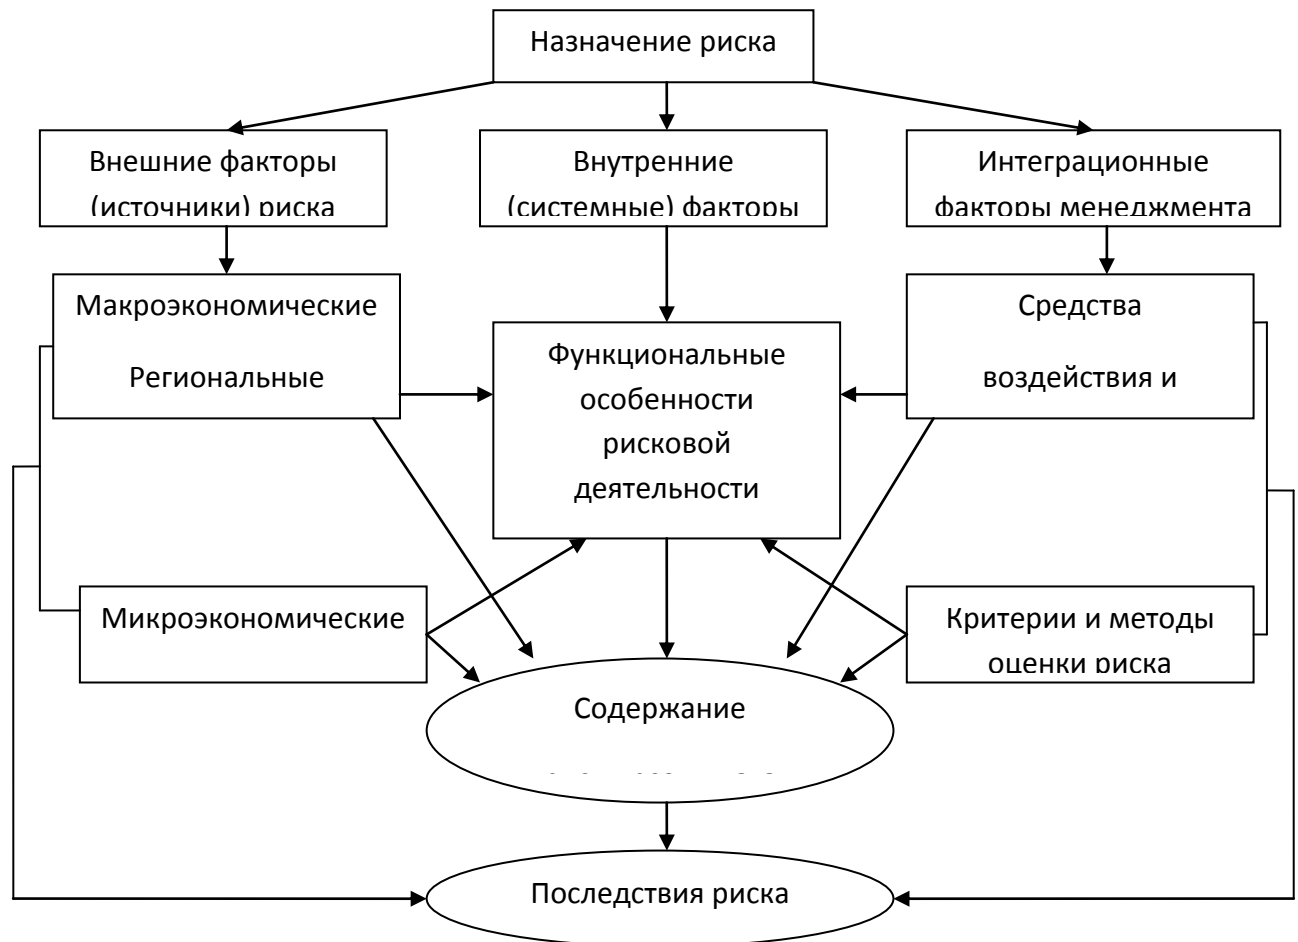 Назначение риска
Внешние факторы
(источники) риска
Внутренние
(системные) факторы
Интеграционные
факторы менеджмента
Макроэкономические
Региональные
Функциональные
особенности
рисковой
деятельности
Средства
воздействия и
Микроэкономические
Критерии и методы
оценки риска
Содержание
Последствия риска